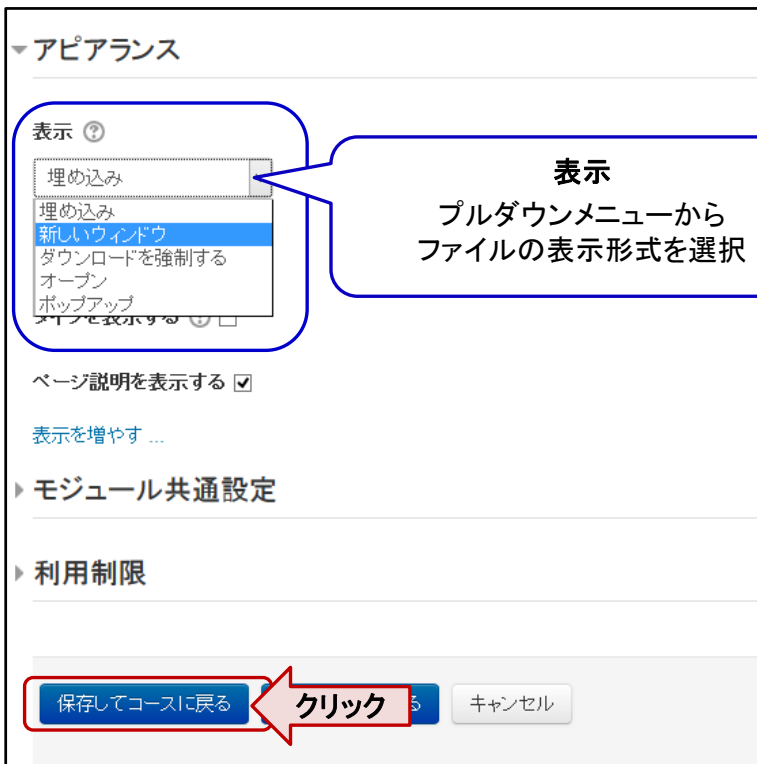 アピアランス
表示
埋め込み
埋め込み
新しいウィンドウ
ダウンロードを強制する
オープン
ポップアップ
表示
プルダウンメニューから
ファイルの表示形式を選択
ページ説明を表示する
表示を増やす ...
モジュール共通設定
利用制限
保存してコースに戻る
クリック
る
キャンセル